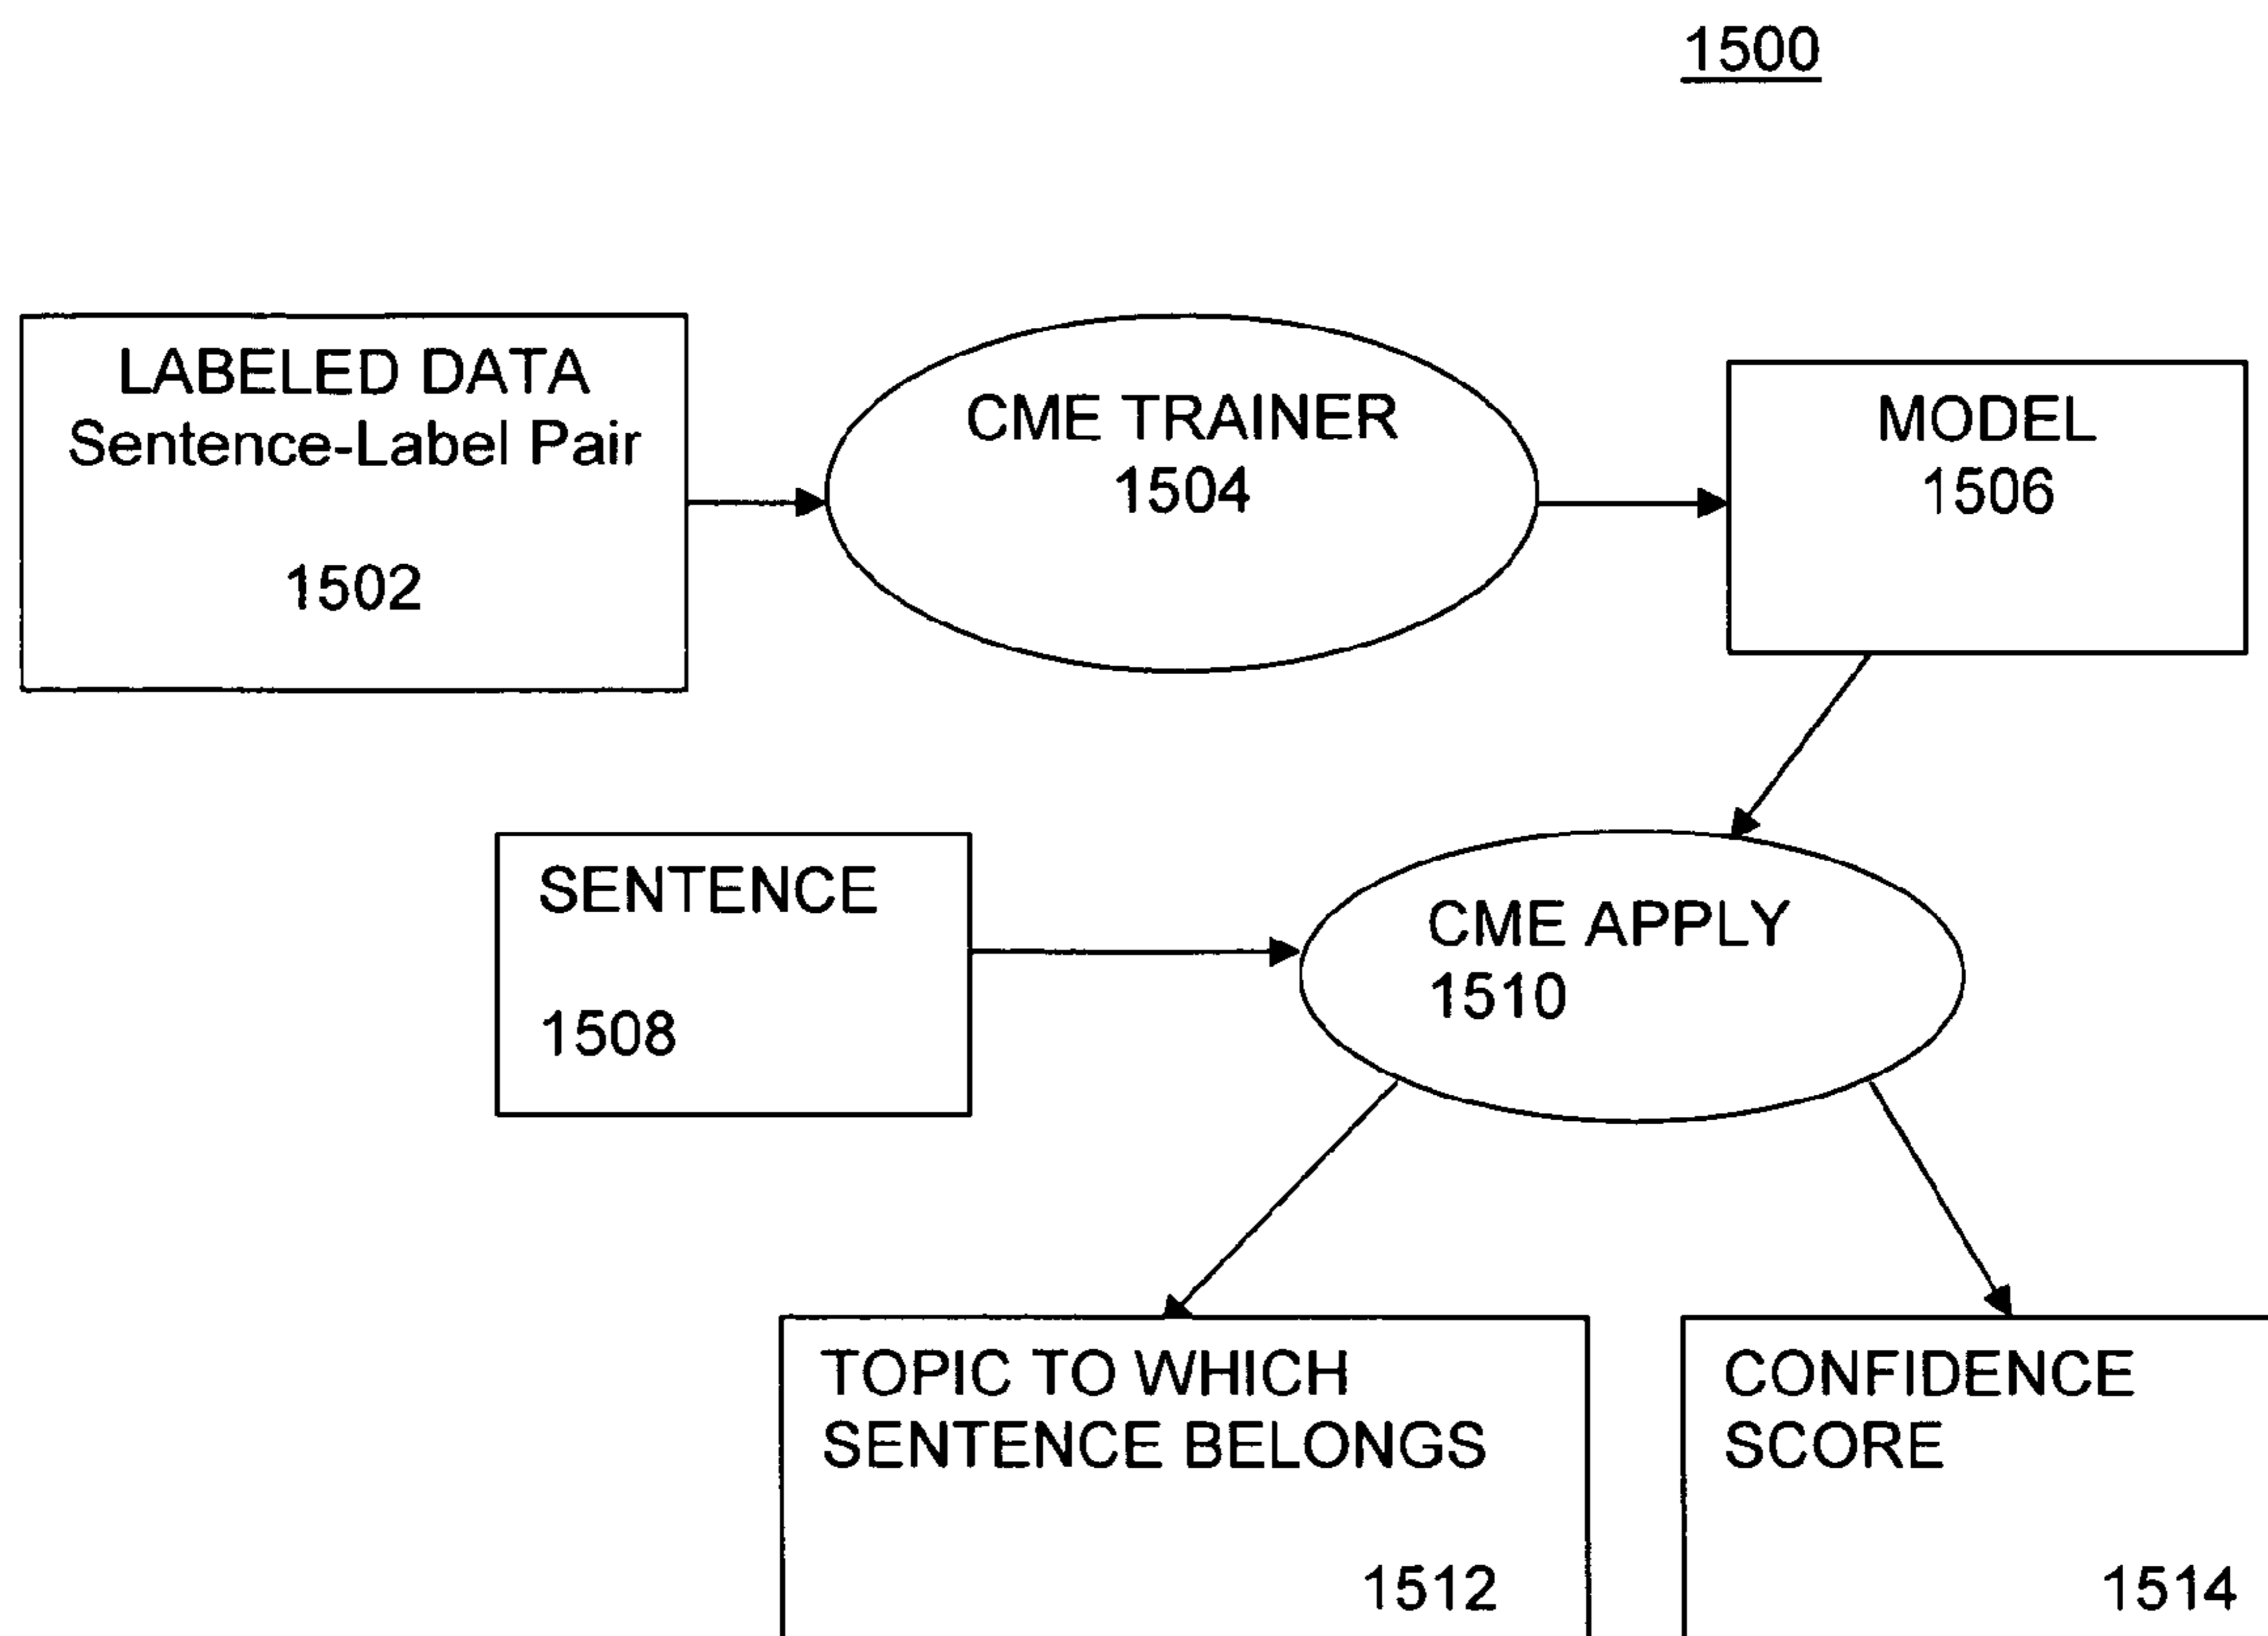 1500
LABELED DATA
Sentence-Label Pair
1502
CME TRAINER
1504
MODEL
1506
SENTENCE
1508
CME APPLY
1510
TOPIC TO WHICH
SENTENCE BELONGS
1512
CONFIDENCE
SCORE
1514